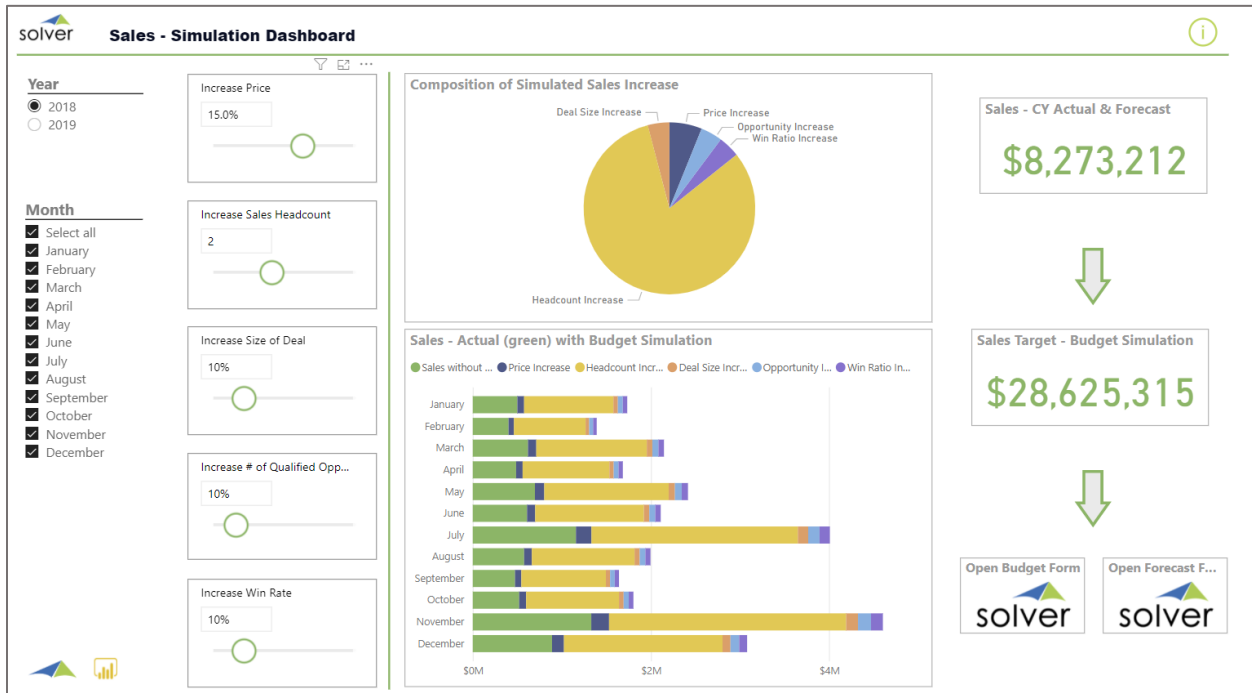 solver
Sales - Simulation Dashboard
i
Year
2018
2019
Month
Select all
January
February
March
April
May
June
July
August
September
October
November
December
Increase Price
15.0%
Increase Sales Headcount
2
Increase Size of Deal
10%
Increase # of Qualified Opp...
10%
Increase Win Rate
10%
Composition of Simulated Sales Increase
Deal Size Increase
Price Increase
Opportunity Increase
Win Ratio Increase
Headcount Increase
Sales - Actual (green) with Budget Simulation
Sales without ... Price Increase Headcount Incr... Deal Size Incr... Opportunity I... Win Ratio In...
January
February
March
April
May
June
July
August
September
October
November
December
$0M $2M $4M
Sales - CY Actual & Forecast
$8,273,212
Sales Target - Budget Simulation
$28,625,315
Open Budget Form
solver
Open Forecast F...
solver